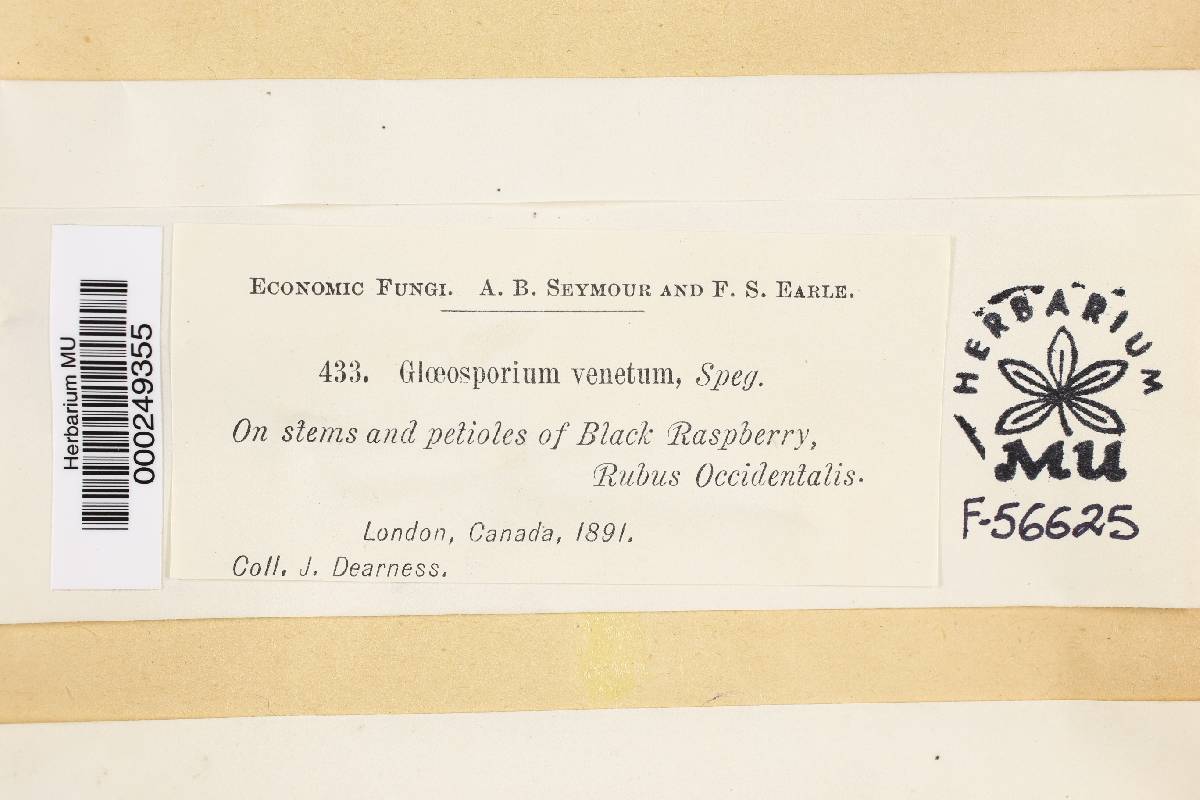 Herbarium MU
000249355
ECONOMIC FUNGI. A. B. SEYMOUR AND F. S. EARLE.
433. Glœosporium venetum, Speg.
On stems and petioles of Black Raspberry,
Rubus Occidentalis.
London, Canada, 1891.
Coll. J. Dearness.
HERBARIUM
MU
F-56625